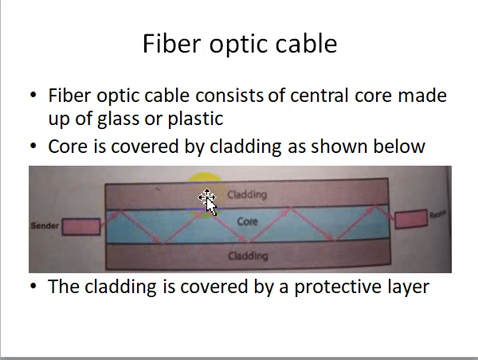 Fiber optic cable
• Fiber optic cable consists of central core made
up of glass or plastic
• Core is covered by cladding as shown below
Cladding
Sender
Core
Cladding
• The cladding is covered by a protective layer